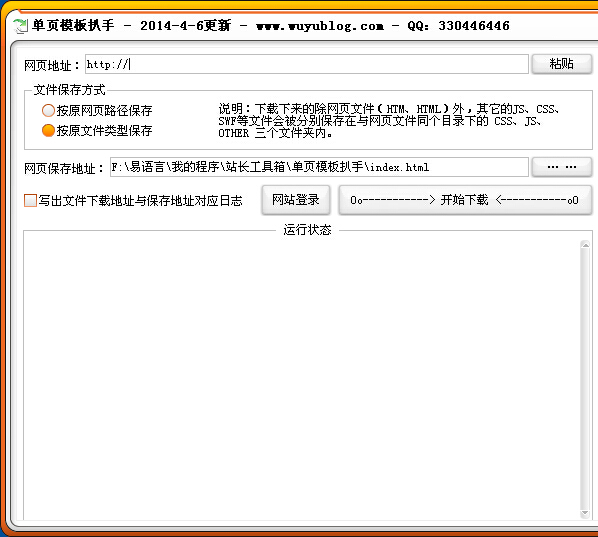 单页模板扒手 - 2014-4-6更新 - www.wuyublog.com - QQ: 330446446
网页地址： http:// 粘贴
文件保存方式
按原网页路径保存
按原文件类型保存
说明：下载下来的除网页文件（HTM、HTML）外，其它的JS、CSS、
SWF等文件会被分别保存在与网页文件同个目录下的 CSS、JS、
OTHER 三个文件夹内。
网页保存地址： F:\易语言\我的程序\站长工具箱\单页模板扒手\index.html ... ...
写出文件下载地址与保存地址对应日志 网站登录 Oo-----------> 开始下载 <-----------oO
运行状态